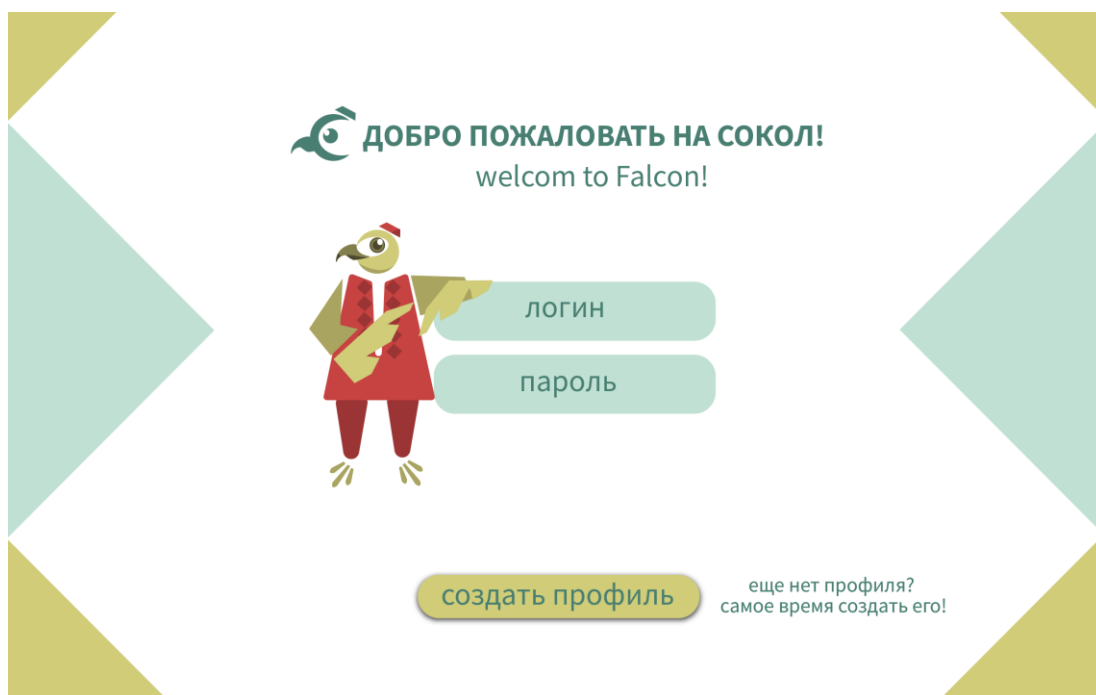 ДОБРО ПОЖАЛОВАТЬ НА СОКОЛ!
welcom to Falcon!
логин
пароль
создать профиль
еще нет профиля?
самое время создать его!